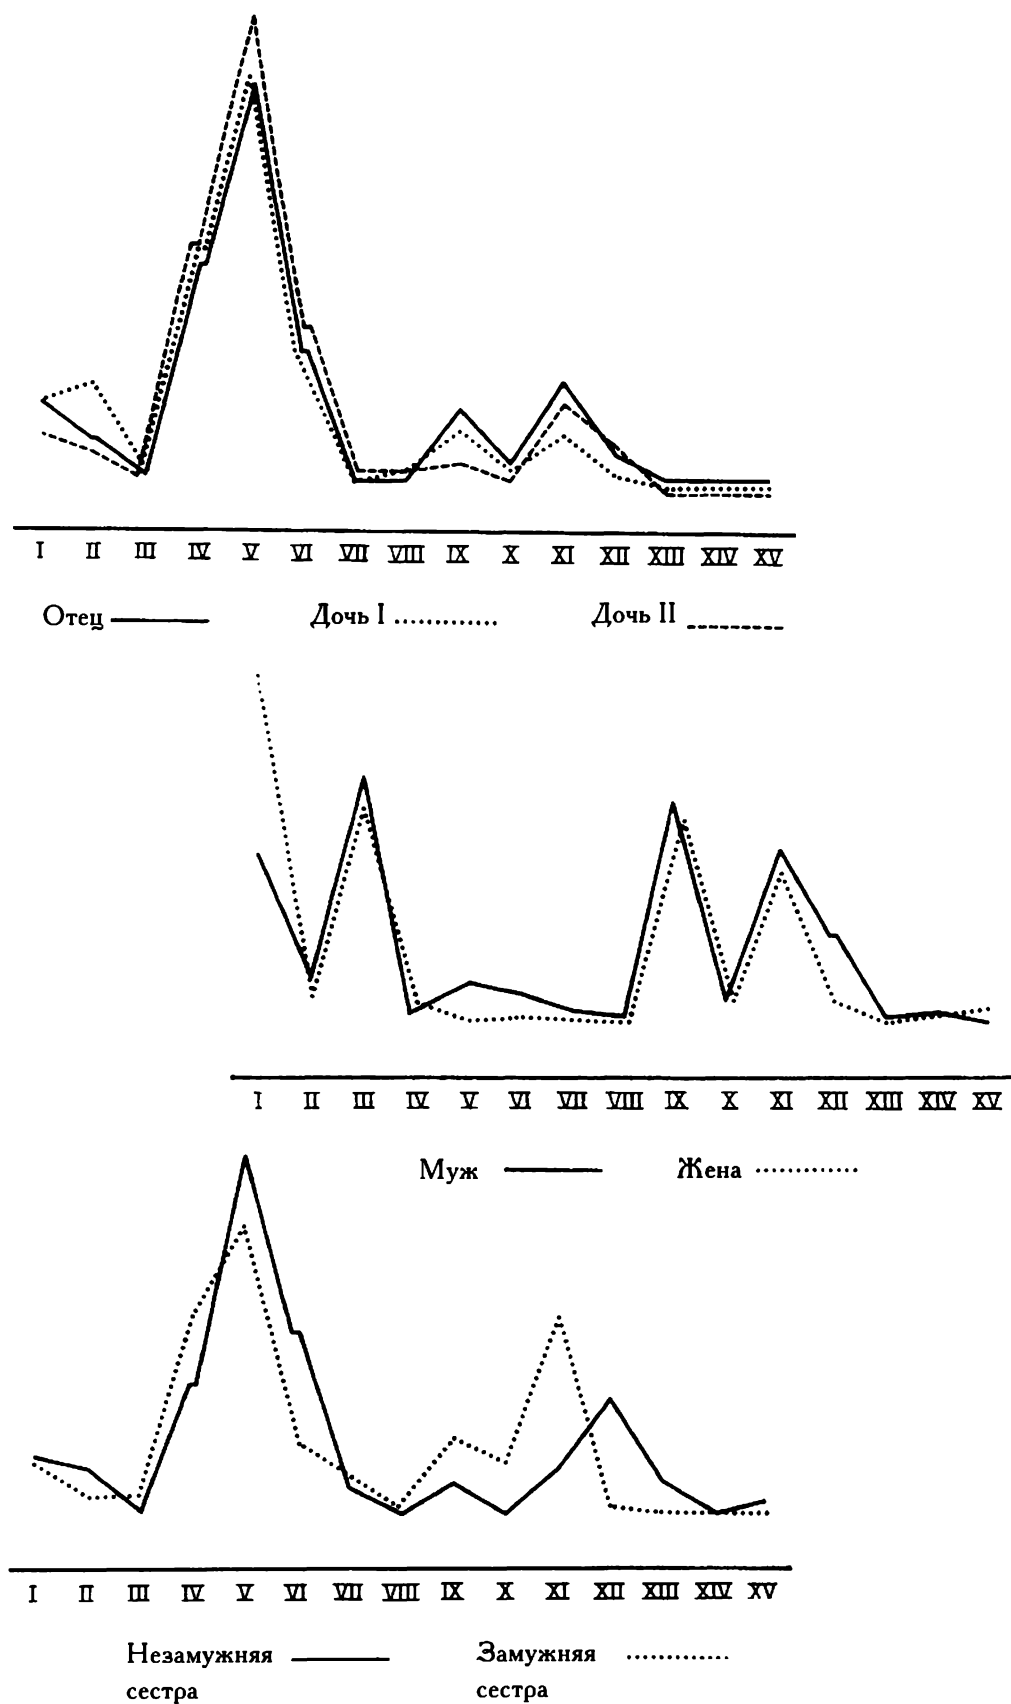 I II III IV V VI VII VIII IX X XI XII XIII XIV XV
Отец Дочь I Дочь II
I II III IV V VI VII VIII IX X XI XII XIII XIV XV
Муж Жена
I II III IV V VI VII VIII IX X XI XII XIII XIV XV
Незамужняя Замужняя
сестра сестра